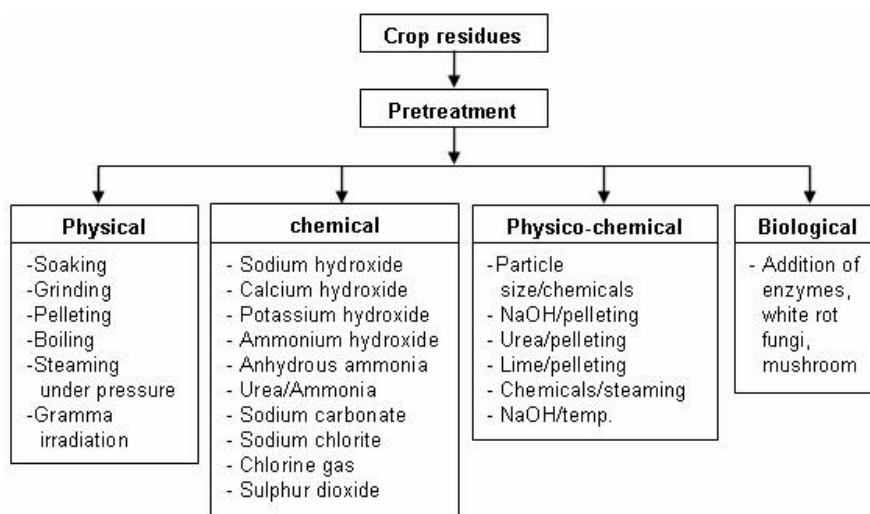 Crop residues
Pretreatment
Physical
-Soaking
-Grinding
-Pelleting
-Boiling
-Steaming
under pressure
-Gramma
irradiation
chemical
- Sodium hydroxide
- Calcium hydroxide
- Potassium hydroxide
- Ammonium hydroxide
- Anhydrous ammonia
- Urea/Ammonia
- Sodium carbonate
- Sodium chlorite
- Chlorine gas
- Sulphur dioxide
Physico-chemical
-Particle
size/chemicals
- NaOH/pelleting
- Urea/pelleting
- Lime/pelleting
- Chemicals/steaming
- NaOH/temp.
Biological
- Addition of
enzymes,
white rot
fungi,
mushroom